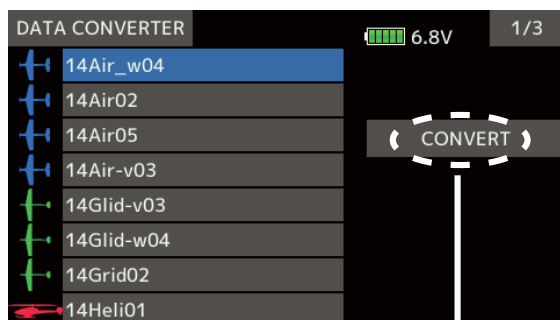 DATA CONVERTER
6.8V
1/3
14Air_w04
14Air02
14Air05
CONVERT
14Air-v03
14Glid-v03
14Glid-w04
14Grid02
14Heli01